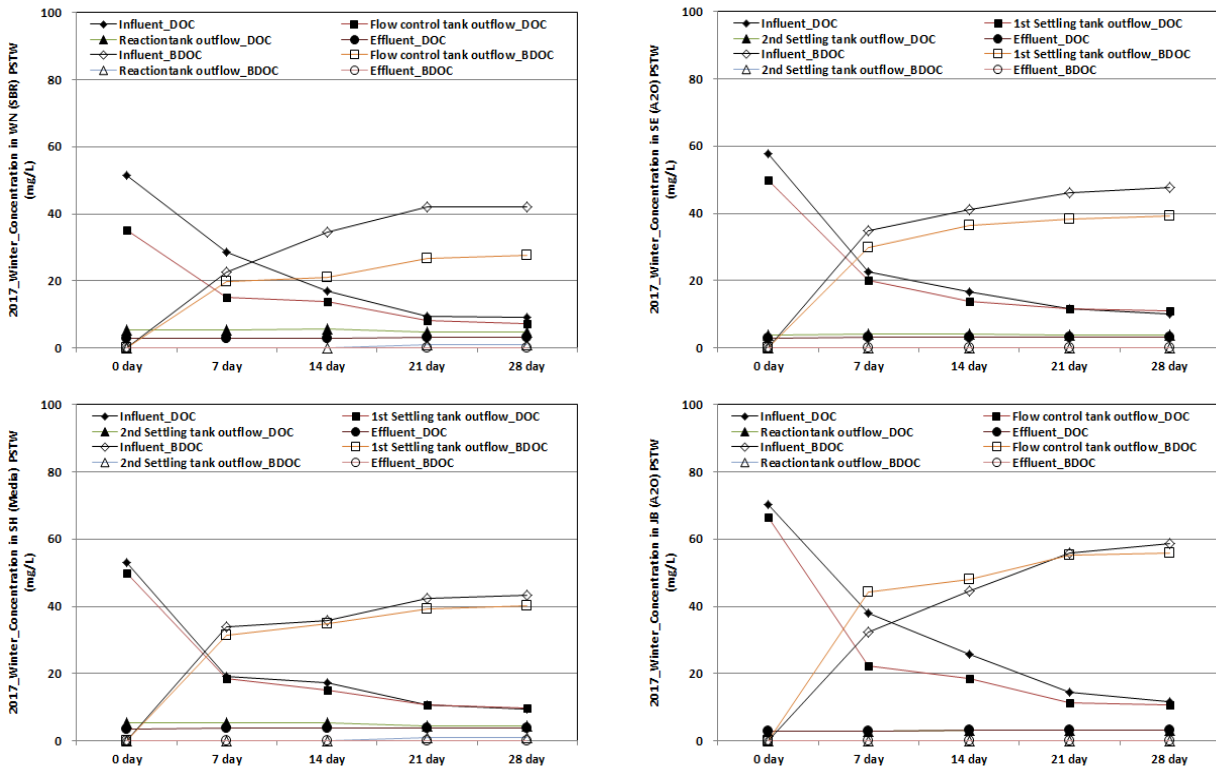 2017_Winter_Concentration in WN (SBR) PSTW
(mg/L)
Influent_DOC
Flow control tank outflow_DOC
Reactiontank outflow_DOC
Effluent_DOC
Influent_BDOC
Flow control tank outflow_BDOC
Reactiontank outflow_BDOC
Effluent_BDOC
100
80
60
40
20
0
0 day
7 day
14 day
21 day
28 day
2017_Winter_Concentration in SE (A2O) PSTW
(mg/L)
Influent_DOC
1st Settling tank outflow_DOC
2nd Settling tank outflow_DOC
Effluent_DOC
Influent_BDOC
1st Settling tank outflow_BDOC
2nd Settling tank outflow_BDOC
Effluent_BDOC
100
80
60
40
20
0
0 day
7 day
14 day
21 day
28 day
2017_Winter_Concentration in SH (Media) PSTW
(mg/L)
Influent_DOC
1st Settling tank outflow_DOC
2nd Settling tank outflow_DOC
Effluent_DOC
Influent_BDOC
1st Settling tank outflow_BDOC
2nd Settling tank outflow_BDOC
Effluent_BDOC
100
80
60
40
20
0
0 day
7 day
14 day
21 day
28 day
2017_Winter_Concentration in JB (A2O) PSTW
(mg/L)
Influent_DOC
Flow control tank outflow_DOC
Reactiontank outflow_DOC
Effluent_DOC
Influent_BDOC
Flow control tank outflow_BDOC
Reactiontank outflow_BDOC
Effluent_BDOC
100
80
60
40
20
0
0 day
7 day
14 day
21 day
28 day